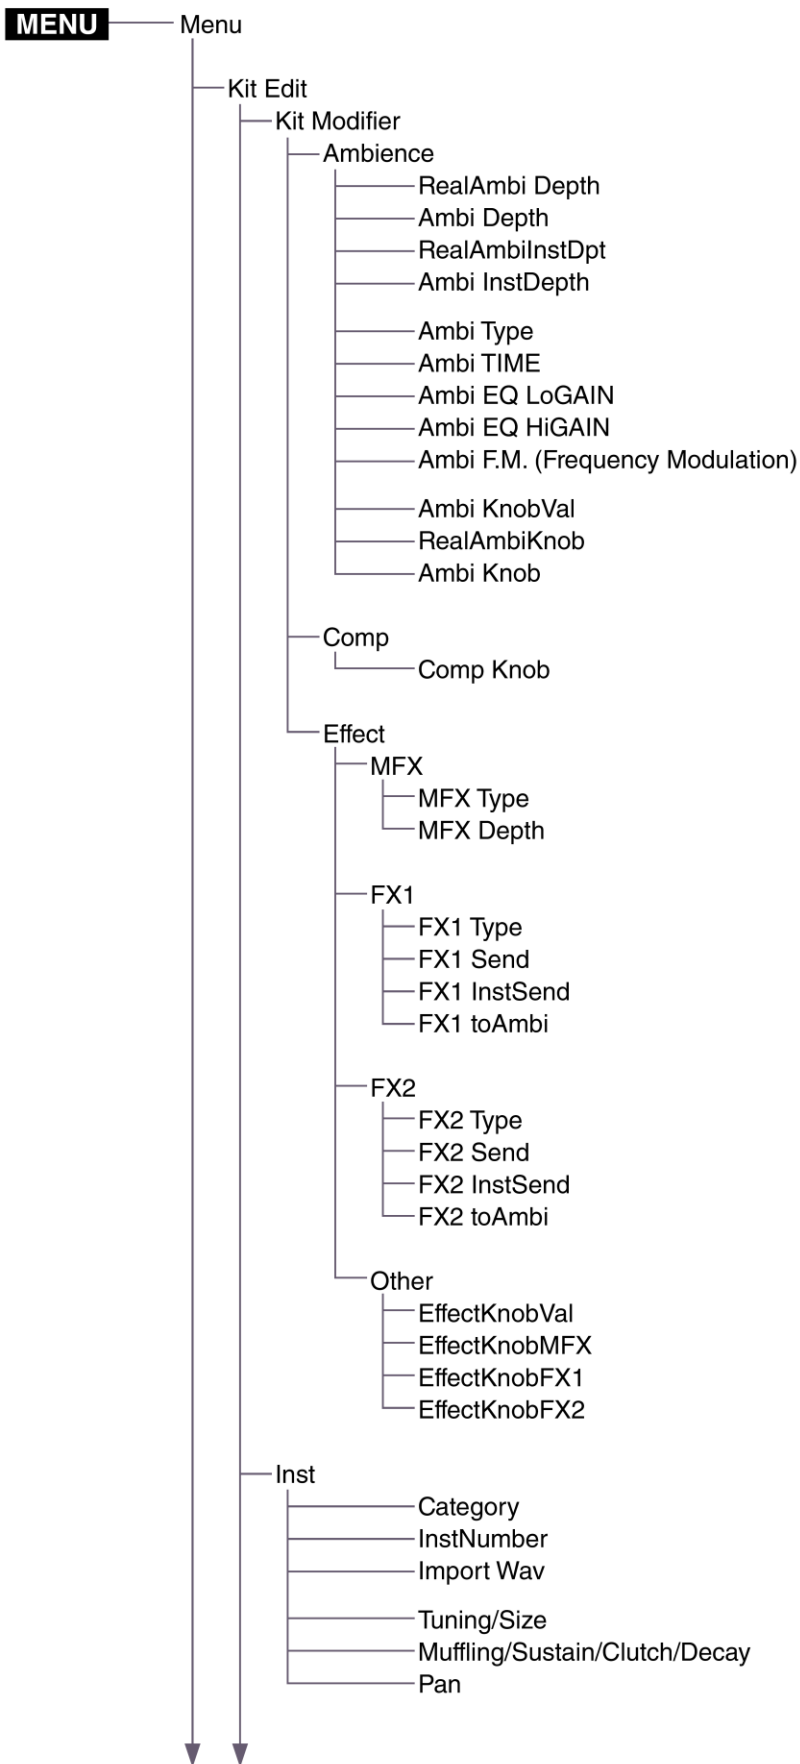 MENU Menu
Kit Edit
Kit Modifier
Ambience
RealAmbi Depth
Ambi Depth
RealAmbiInstDpt
Ambi InstDepth
Ambi Type
Ambi TIME
Ambi EQ LoGAIN
Ambi EQ HiGAIN
Ambi F.M. (Frequency Modulation)
Ambi KnobVal
RealAmbiKnob
Ambi Knob
Comp
Comp Knob
Effect
MFX
MFX Type
MFX Depth
FX1
FX1 Type
FX1 Send
FX1 InstSend
FX1 toAmbi
FX2
FX2 Type
FX2 Send
FX2 InstSend
FX2 toAmbi
Other
EffectKnobVal
EffectKnobMFX
EffectKnobFX1
EffectKnobFX2
Inst
Category
InstNumber
Import Wav
Tuning/Size
Muffling/Sustain/Clutch/Decay
Pan